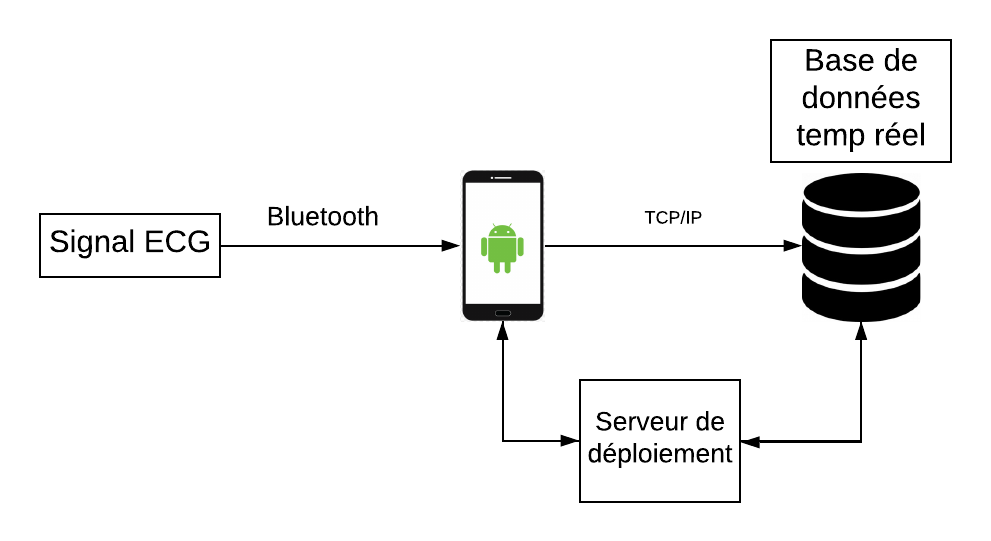 Base de
données
temp réel
Signal ECG
Bluetooth
TCP/IP
Serveur de
déploiement